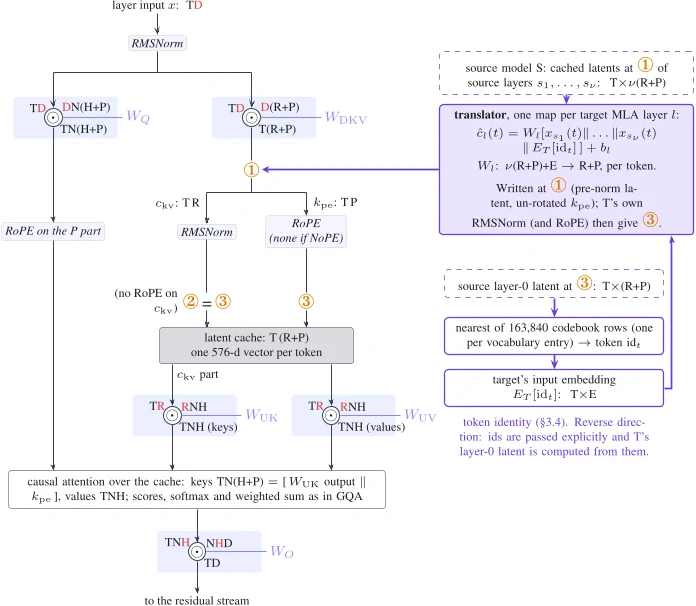 layer input x: TD
RMSNorm
TD DN(H+P)
TN(H+P)
W_Q
TD D(R+P)
T(R+P)
W_DKV
①
c_kv: T R
k_pe: T P
RoPE on the P part
RMSNorm
RoPE
(none if NoPE)
(no RoPE on
c_kv)
② = ③
③
latent cache: T (R+P)
one 576-d vector per token
c_kv part
TR RNH
TNH (keys)
W_UK
TR RNH
TNH (values)
W_UV
causal attention over the cache: keys TN(H+P) = [ W_UK output ∥
k_pe ], values TNH; scores, softmax and weighted sum as in GQA
TNH NHD
TD
W_O
to the residual stream
source model S: cached latents at ① of
source layers s_1, . . . , s_ν: T×ν(R+P)
translator, one map per target MLA layer l:
ĉ_l(t) = W_l[x_{s_1}(t)∥ . . . ∥x_{s_ν}(t)
∥ E_T[id_t] ] + b_l
W_l: ν(R+P)+E → R+P, per token.
Written at ① (pre-norm la-
tent, un-rotated k_pe); T's own
RMSNorm (and RoPE) then give ③.
source layer-0 latent at ③: T×(R+P)
nearest of 163,840 codebook rows (one
per vocabulary entry) → token id_t
target's input embedding
E_T[id_t]: T×E
token identity (§3.4). Reverse direc-
tion: ids are passed explicitly and T's
layer-0 latent is computed from them.